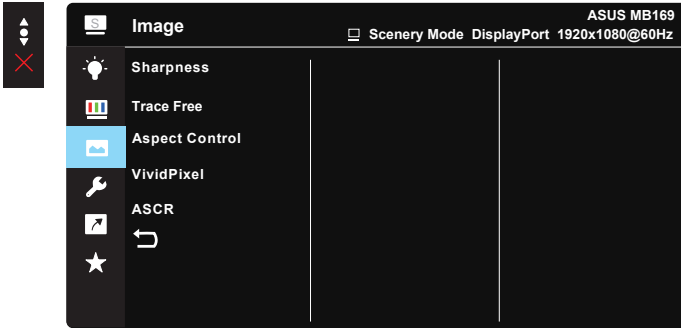 ASUS MB169
S Image
Scenery Mode DisplayPort 1920x1080@60Hz
Sharpness
Trace Free
Aspect Control
VividPixel
ASCR